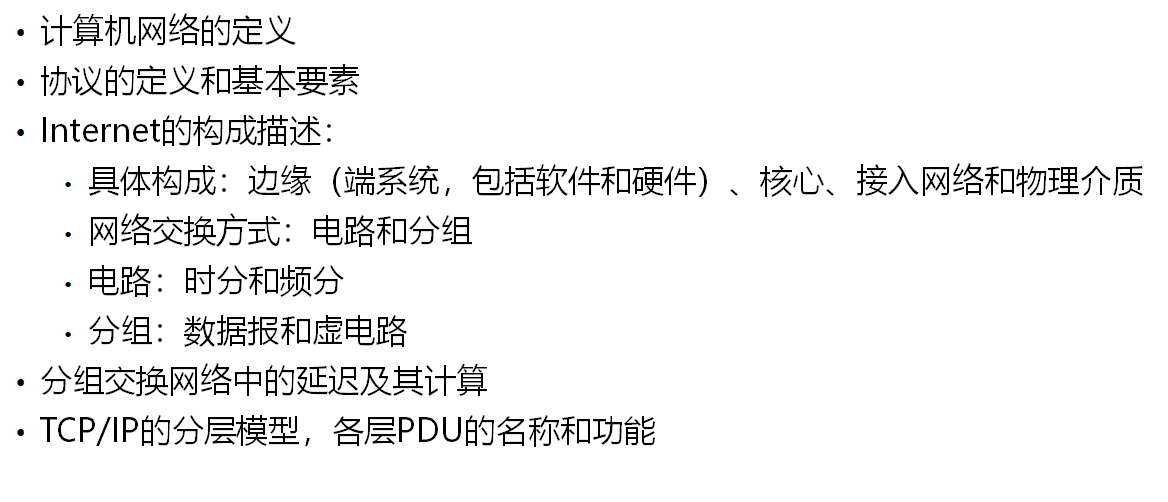 • 计算机网络的定义
• 协议的定义和基本要素
• Internet的构成描述：
• 具体构成：边缘（端系统，包括软件和硬件）、核心、接入网络和物理介质
• 网络交换方式：电路和分组
• 电路：时分和频分
• 分组：数据报和虚电路
• 分组交换网络中的延迟及其计算
• TCP/IP的分层模型，各层PDU的名称和功能